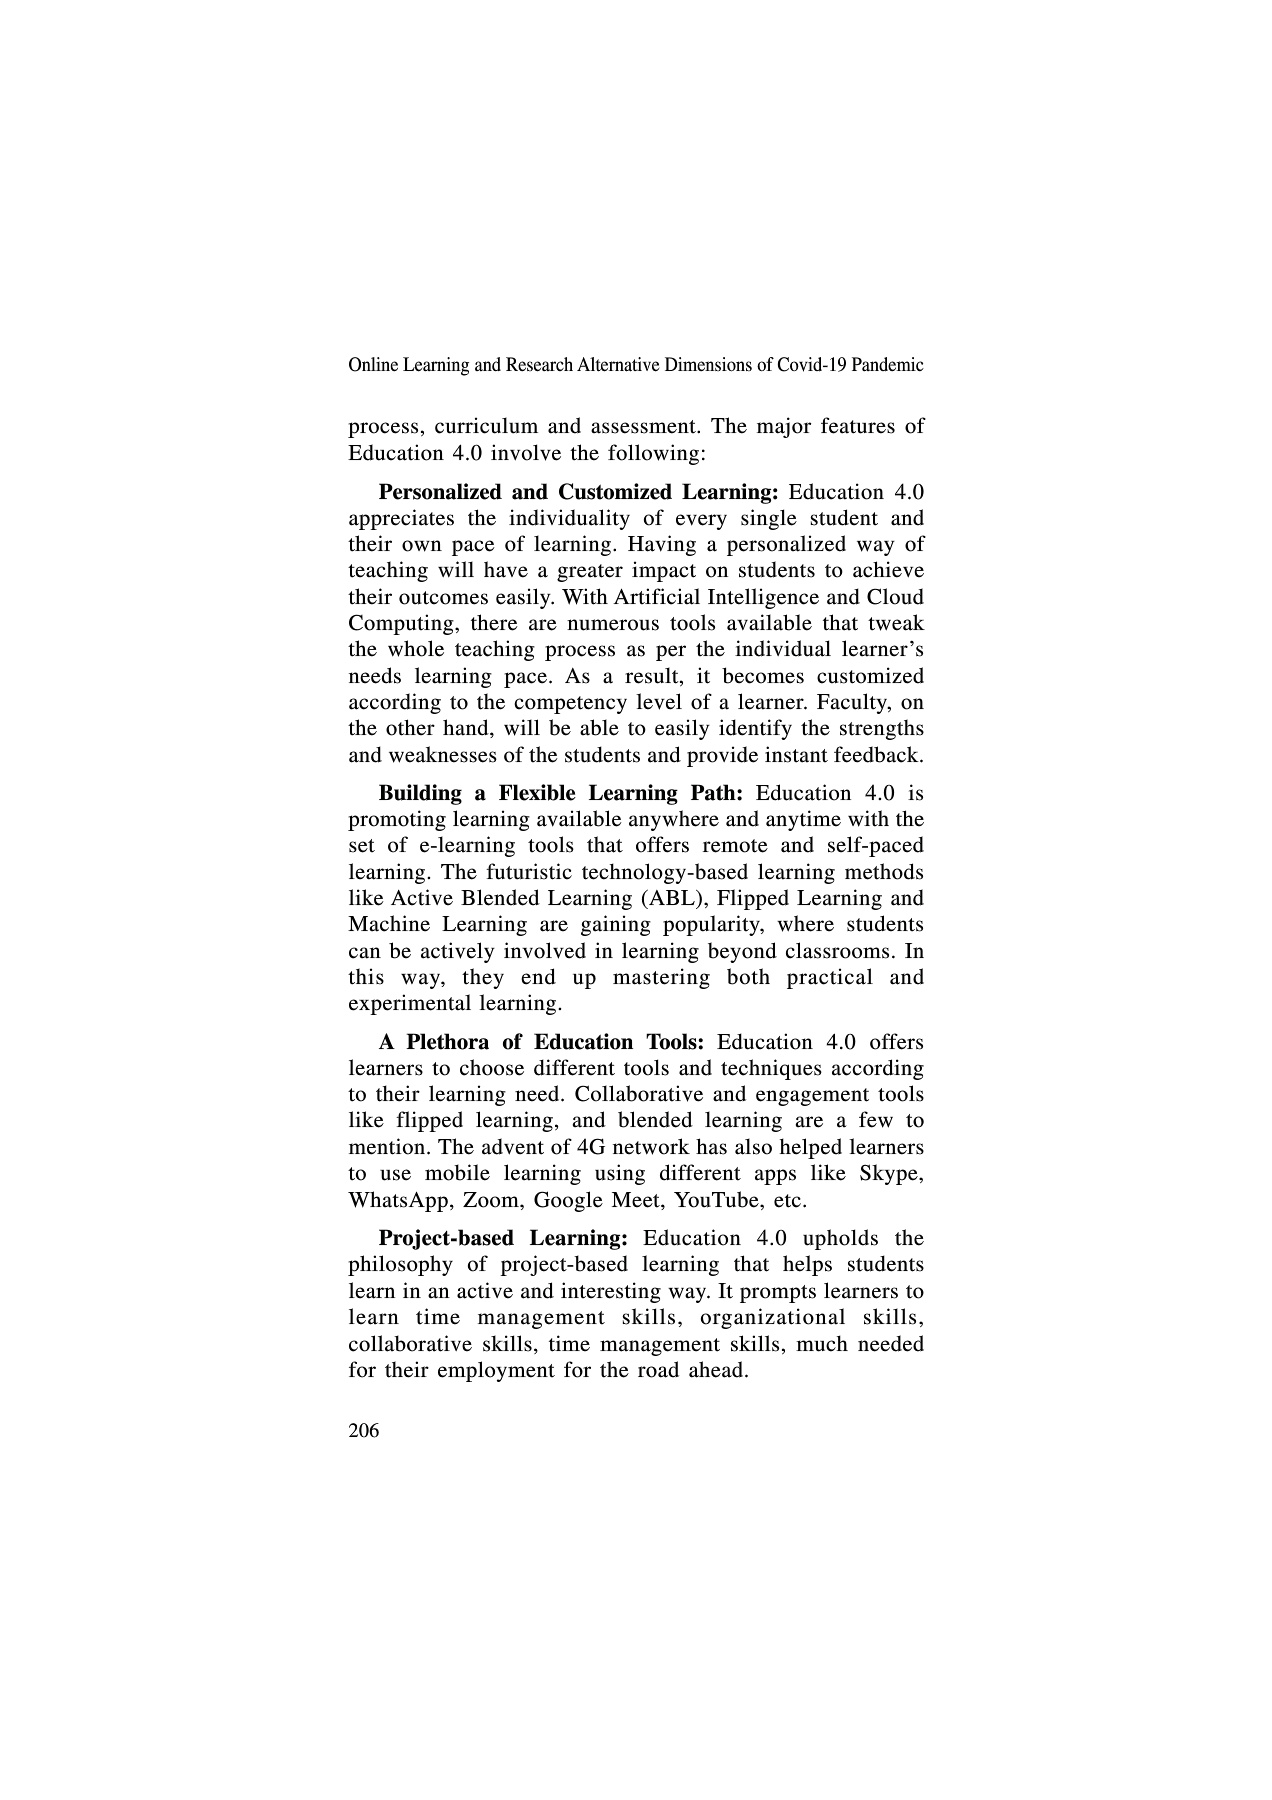 Online Learning and Research Alternative Dimensions of Covid-19 Pandemic
process, curriculum and assessment. The major features of
Education 4.0 involve the following:
Personalized and Customized Learning: Education 4.0
appreciates the individuality of every single student and
their own pace of learning. Having a personalized way of
teaching will have a greater impact on students to achieve
their outcomes easily. With Artificial Intelligence and Cloud
Computing, there are numerous tools available that tweak
the whole teaching process as per the individual learner’s
needs learning pace. As a result, it becomes customized
according to the competency level of a learner. Faculty, on
the other hand, will be able to easily identify the strengths
and weaknesses of the students and provide instant feedback.
Building a Flexible Learning Path: Education 4.0 is
promoting learning available anywhere and anytime with the
set of e-learning tools that offers remote and self-paced
learning. The futuristic technology-based learning methods
like Active Blended Learning (ABL), Flipped Learning and
Machine Learning are gaining popularity, where students
can be actively involved in learning beyond classrooms. In
this way, they end up mastering both practical and
experimental learning.
A Plethora of Education Tools: Education 4.0 offers
learners to choose different tools and techniques according
to their learning need. Collaborative and engagement tools
like flipped learning, and blended learning are a few to
mention. The advent of 4G network has also helped learners
to use mobile learning using different apps like Skype,
WhatsApp, Zoom, Google Meet, YouTube, etc.
Project-based Learning: Education 4.0 upholds the
philosophy of project-based learning that helps students
learn in an active and interesting way. It prompts learners to
learn time management skills, organizational skills,
collaborative skills, time management skills, much needed
for their employment for the road ahead.
206